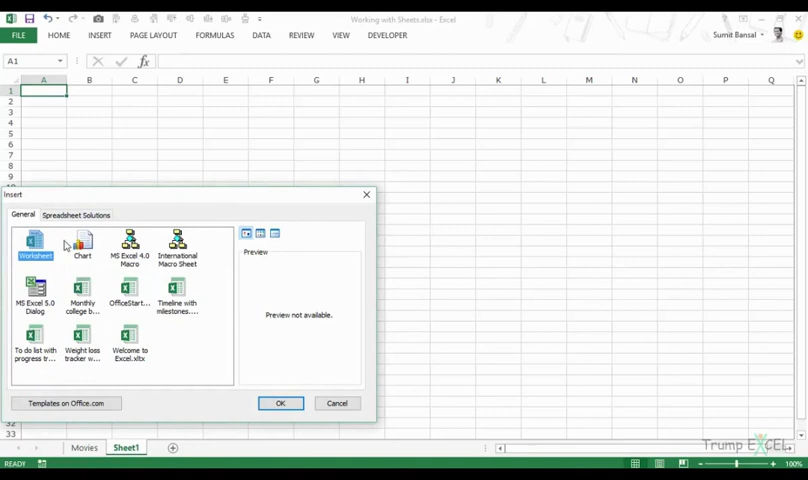 Working with Sheets.xlsx - Excel
FILE HOME INSERT PAGE LAYOUT FORMULAS DATA REVIEW VIEW DEVELOPER Sumit Bansal
A1 fx
A B C D E F G H I J K L M N O P Q
1
2
3
4
5
6
7
8
9
Insert
General Spreadsheet Solutions
Worksheet Chart MS Excel 4.0 Macro International Macro Sheet
Preview
MS Excel 5.0 Dialog Monthly college b... OfficeStart... Timeline with milestones....
Preview not available.
To do list with progress tr... Weight loss tracker w... Welcome to Excel.xltx
Templates on Office.com OK Cancel
33
Movies Sheet1
Trump EXCEL
READY 100%